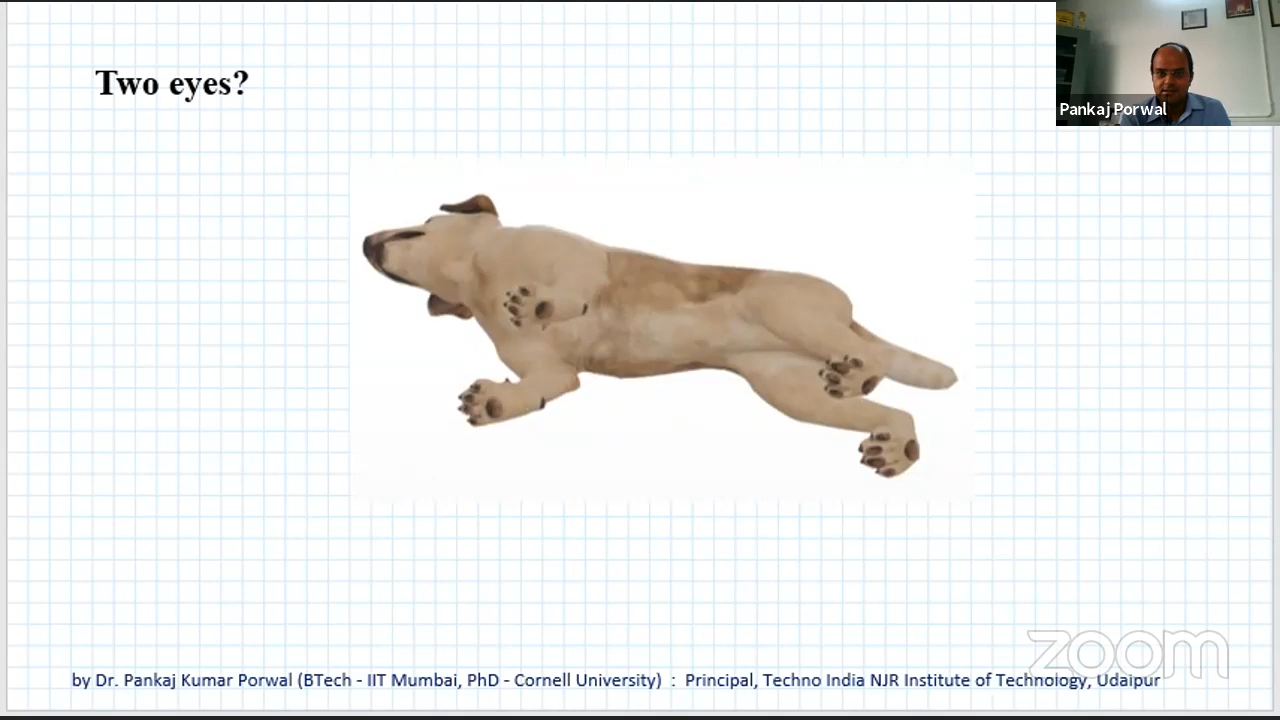 Two eyes?
Pankaj Porwal
zoom
by Dr. Pankaj Kumar Porwal (BTech - IIT Mumbai, PhD - Cornell University) : Principal, Techno India NJR Institute of Technology, Udaipur